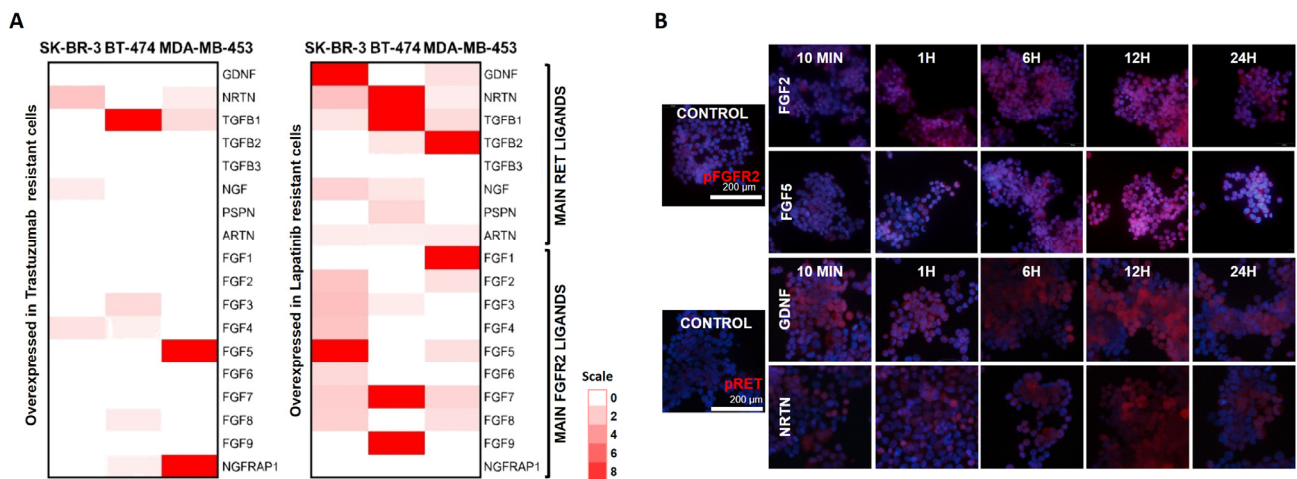 A
SK-BR-3 BT-474 MDA-MB-453
Overexpressed in Trastuzumab resistant cells
GDNF
NRTN
TGFB1
TGFB2
TGFB3
NGF
PSPN
ARTN
FGF1
FGF2
FGF3
FGF4
FGF5
FGF6
FGF7
FGF8
FGF9
NGFRAP1
SK-BR-3 BT-474 MDA-MB-453
Overexpressed in Lapatinib resistant cells
GDNF
NRTN
TGFB1
TGFB2
TGFB3
NGF
PSPN
ARTN
FGF1
FGF2
FGF3
FGF4
FGF5
FGF6
FGF7
FGF8
FGF9
NGFRAP1
MAIN RET LIGANDS
MAIN FGFR2 LIGANDS
Scale
0
2
4
6
8
B
CONTROL
pFGFR2
200 µm
10 MIN 1H 6H 12H 24H
FGF2
FGF5
CONTROL
pRET
200 µm
10 MIN 1H 6H 12H 24H
GDNF
NRTN